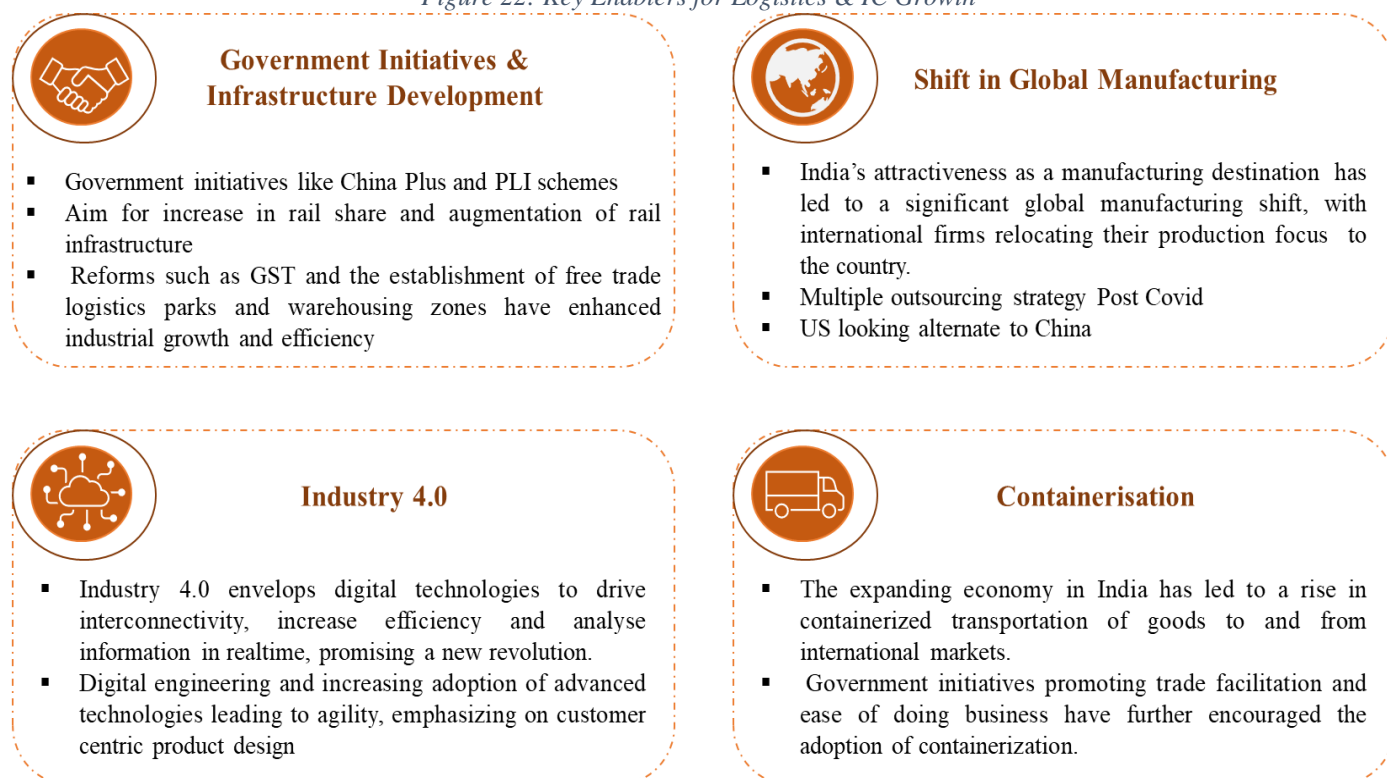 Figure 22: Key Enablers for Logistics & IC Growth
Government Initiatives &
Infrastructure Development
▪ Government initiatives like China Plus and PLI schemes
▪ Aim for increase in rail share and augmentation of rail
infrastructure
▪ Reforms such as GST and the establishment of free trade
logistics parks and warehousing zones have enhanced
industrial growth and efficiency
Shift in Global Manufacturing
▪ India’s attractiveness as a manufacturing destination has
led to a significant global manufacturing shift, with
international firms relocating their production focus to
the country.
▪ Multiple outsourcing strategy Post Covid
▪ US looking alternate to China
Industry 4.0
▪ Industry 4.0 envelops digital technologies to drive
interconnectivity, increase efficiency and analyse
information in realtime, promising a new revolution.
▪ Digital engineering and increasing adoption of advanced
technologies leading to agility, emphasizing on customer
centric product design
Containerisation
▪ The expanding economy in India has led to a rise in
containerized transportation of goods to and from
international markets.
▪ Government initiatives promoting trade facilitation and
ease of doing business have further encouraged the
adoption of containerization.